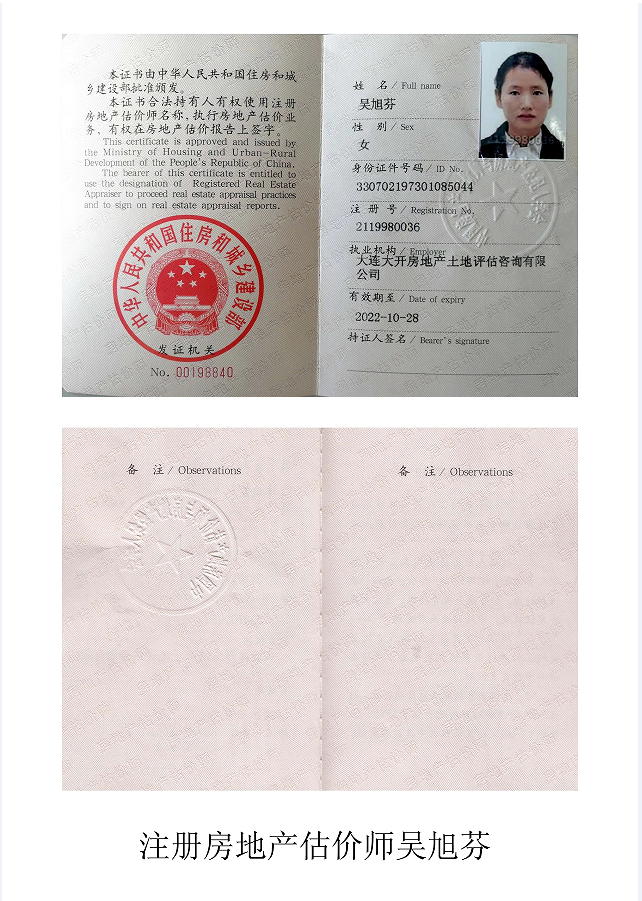 本证书由中华人民共和国住房和城
乡建设部批准颁发。
本证书合法持有人有权使用注册
房地产估价师名称,执行房地产估价业
务,有权在房地产估价报告上签字。
This certificate is approved and issued by
the Ministry of Housing and Urban-Rural
Development of the People's Republic of China.
The bearer of this certificate is entitled to
use the designation of Registered Real Estate
Appraiser to proceed real estate appraisal practices
and to sign on real estate appraisal reports.
中华人民共和国住房和城乡建设部
发证机关
No. 00198840
姓 名 / Full name
吴旭芬
性 别 / Sex
女
身份证件号码 / ID No.
330702197301085044
注 册 号 / Registration No.
2119980036
执业机构 / Employer
大连大开房地产土地评估咨询有限
公司
有效期至 / Date of expiry
2022-10-28
持证人签名 / Bearer's signature
备 注 / Observations
备 注 / Observations
注册房地产估价师吴旭芬